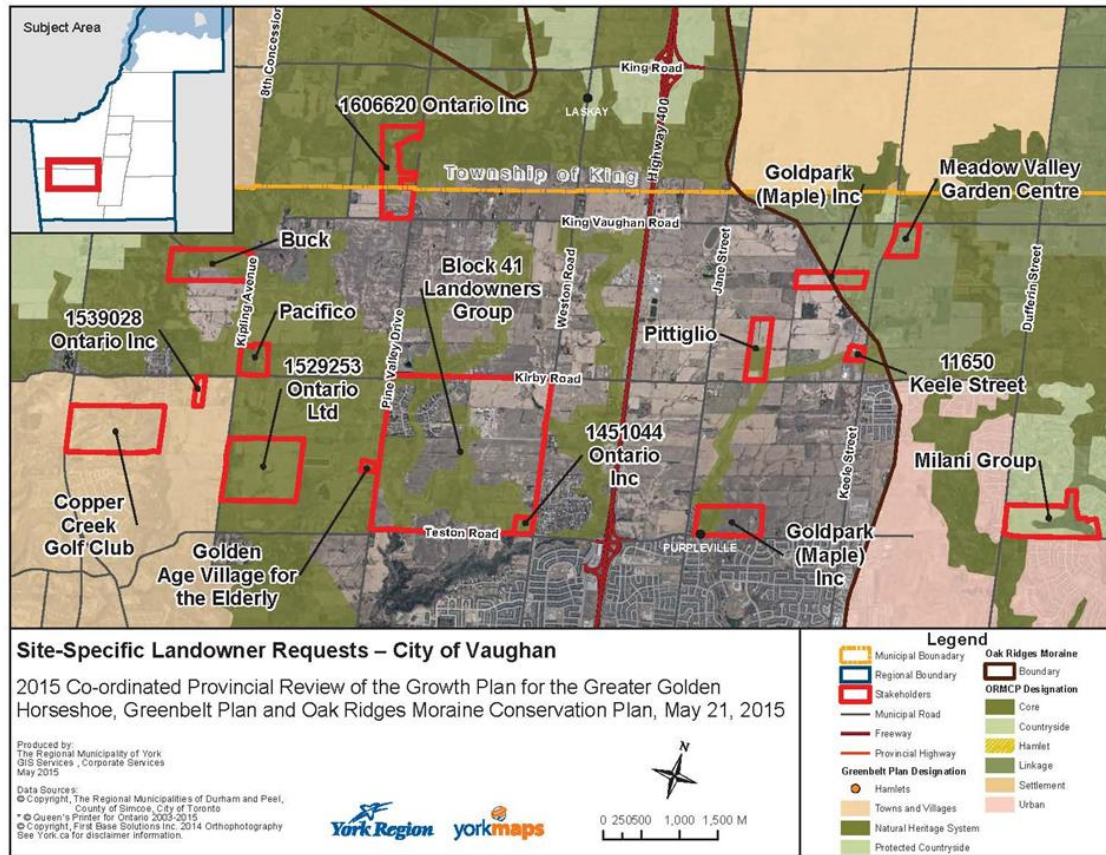 Subject Area
8th Concession
King Road
1606620 Ontario Inc
LASKAY
Highway 400
Township of King
Goldpark
(Maple) Inc
Meadow Valley
Garden Centre
King Vaughan Road
Buck
Block 41
Landowners
Group
Weston Road
Jane Street
Dufferin Street
Kipling Avenue
Pacifico
Pine Valley Drive
1539028
Ontario Inc
1529253
Ontario
Ltd
Pittiglio
11650
Keele Street
Kirby Road
1451044
Ontario
Inc
Keele Street
Milani Group
Copper
Creek
Golf Club
Golden
Age Village for
the Elderly
Teston Road
PURPLEVILLE
Goldpark
(Maple)
Inc
Site-Specific Landowner Requests – City of Vaughan
2015 Co-ordinated Provincial Review of the Growth Plan for the Greater Golden
Horseshoe, Greenbelt Plan and Oak Ridges Moraine Conservation Plan, May 21, 2015
Produced by:
The Regional Municipality of York
GIS Services , Corporate Services
May 2015
Data Sources:
© Copyright, The Regional Municipalities of Durham and Peel,
County of Simcoe, City of Toronto
* © Queen's Printer for Ontario 2003-2015
© Copyright, First Base Solutions Inc. 2014 Orthophotography
See York.ca for disclaimer information.
York Region
yorkmaps
N
0 250500 1,000 1,500 M
Legend
Municipal Bounadary
Regional Boundary
Stakeholders
Municipal Road
Freeway
Provincial Highway
Greenbelt Plan Designation
Hamlets
Towns and Villages
Natural Heritage System
Protected Countryside
Oak Ridges Moraine
Boundary
ORMCP Designation
Core
Countryside
Hamlet
Linkage
Settlement
Urban